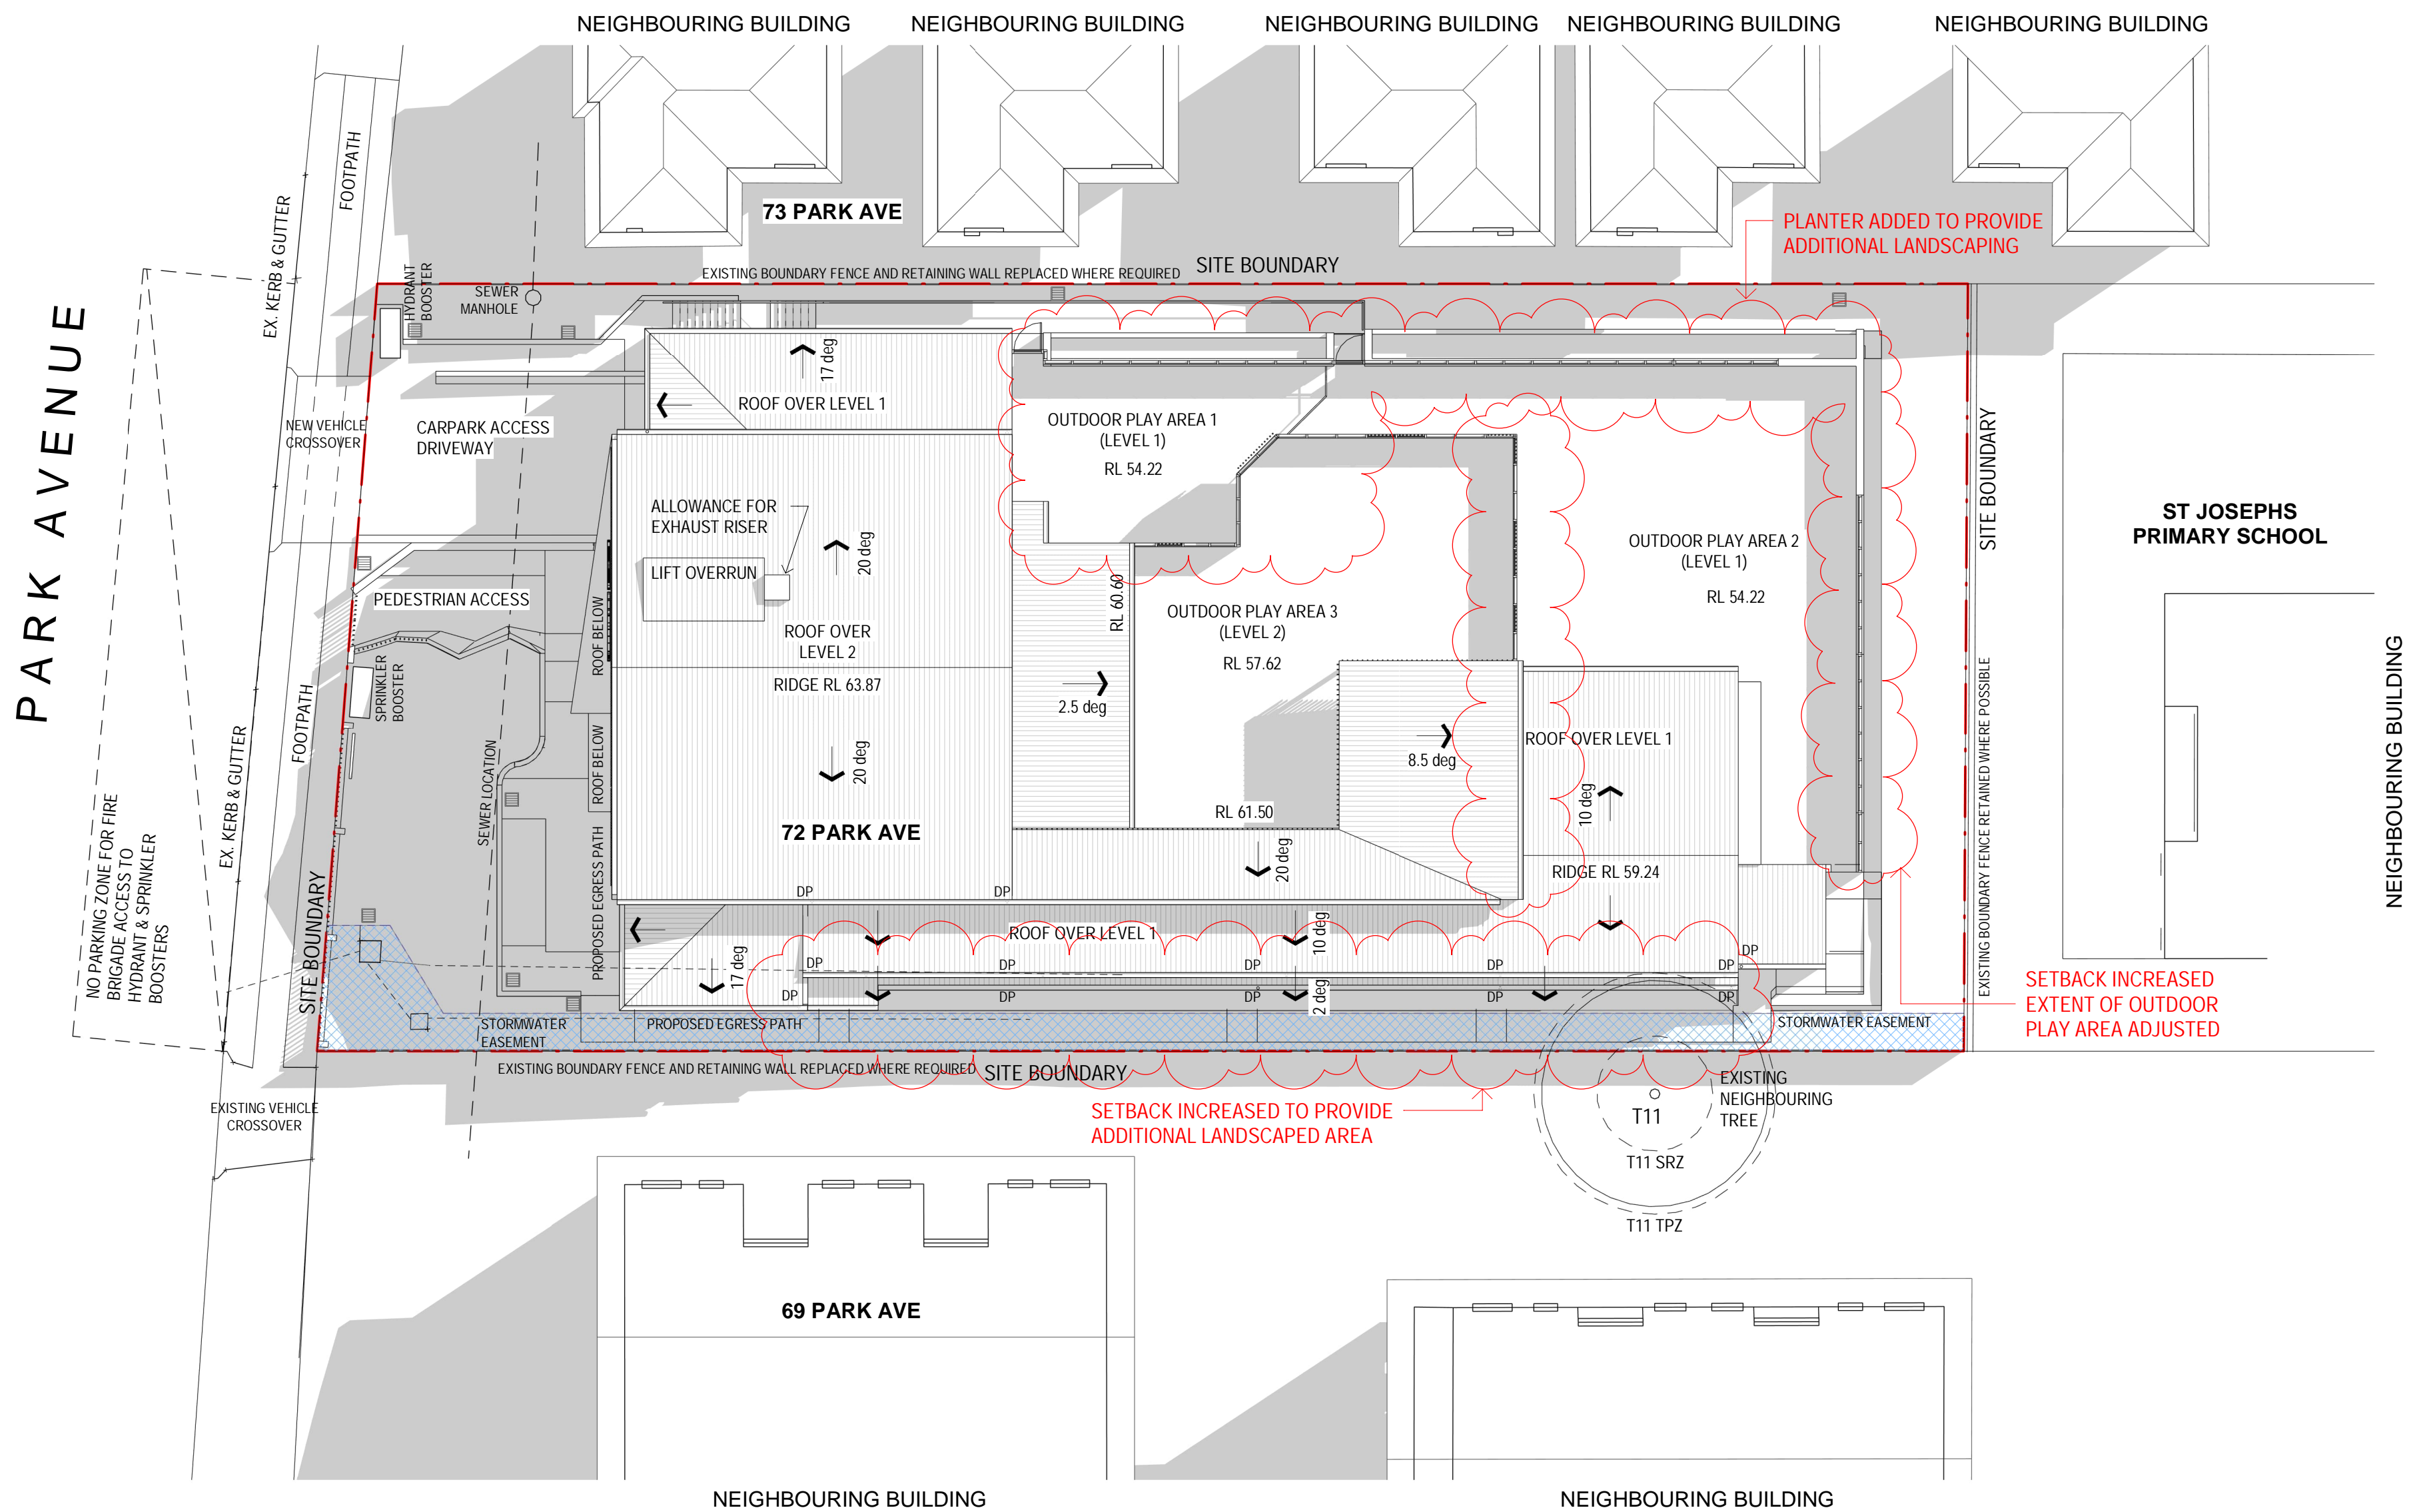 NEIGHBOURING BUILDING
NEIGHBOURING BUILDING
NEIGHBOURING BUILDING
NEIGHBOURING BUILDING
NEIGHBOURING BUILDING
PARK AVENUE
EX. KERB & GUTTER
FOOTPATH
73 PARK AVE
PLANTER ADDED TO PROVIDE
ADDITIONAL LANDSCAPING
HYDRANT
BOOSTER
SEWER
MANHOLE
EXISTING BOUNDARY FENCE AND RETAINING WALL REPLACED WHERE REQUIRED
SITE BOUNDARY
17 deg
ROOF OVER LEVEL 1
NEW VEHICLE
CROSSOVER
CARPARK ACCESS
DRIVEWAY
OUTDOOR PLAY AREA 1
(LEVEL 1)
RL 54.22
SITE BOUNDARY
ST JOSEPHS
PRIMARY SCHOOL
ALLOWANCE FOR
EXHAUST RISER
LIFT OVERRUN
20 deg
OUTDOOR PLAY AREA 2
(LEVEL 1)
RL 54.22
PEDESTRIAN ACCESS
ROOF BELOW
RL 60.60
OUTDOOR PLAY AREA 3
(LEVEL 2)
RL 57.62
ROOF OVER
LEVEL 2
RIDGE RL 63.87
SPRINKLER
BOOSTER
FOOTPATH
EX. KERB & GUTTER
2.5 deg
8.5 deg
ROOF OVER LEVEL 1
NEIGHBOURING BUILDING
EXISTING BOUNDARY FENCE RETAINED WHERE POSSIBLE
SEWER LOCATION
ROOF BELOW
20 deg
10 deg
RL 61.50
72 PARK AVE
NO PARKING ZONE FOR FIRE
BRIGADE ACCESS TO
HYDRANT & SPRINKLER
BOOSTERS
SITE BOUNDARY
PROPOSED EGRESS PATH
20 deg
RIDGE RL 59.24
DP
DP
ROOF OVER LEVEL 1
10 deg
17 deg
DP
DP
DP
DP
DP
DP
DP
DP
DP
DP
DP
2 deg
SETBACK INCREASED
EXTENT OF OUTDOOR
PLAY AREA ADJUSTED
STORMWATER
EASEMENT
PROPOSED EGRESS PATH
STORMWATER EASEMENT
EXISTING BOUNDARY FENCE AND RETAINING WALL REPLACED WHERE REQUIRED
SITE BOUNDARY
EXISTING VEHICLE
CROSSOVER
SETBACK INCREASED TO PROVIDE
ADDITIONAL LANDSCAPED AREA
EXISTING
NEIGHBOURING
TREE
T11
T11 SRZ
T11 TPZ
69 PARK AVE
NEIGHBOURING BUILDING
NEIGHBOURING BUILDING